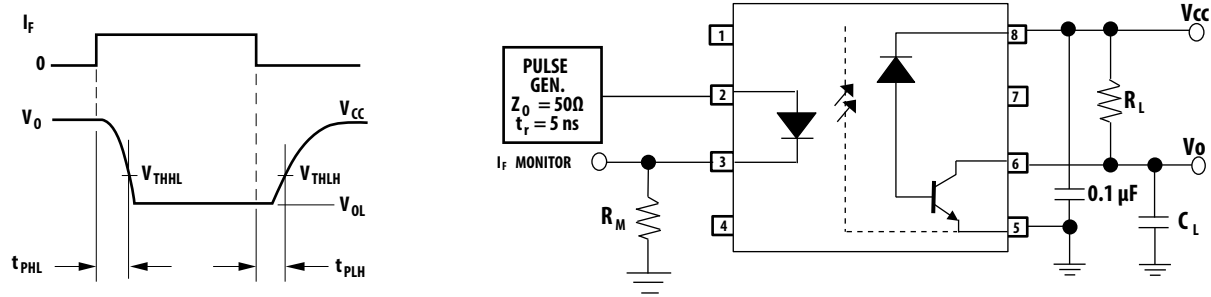 I_F
0
V_O
V_CC
V_THHL
V_THLH
V_OL
t_PHL
t_PLH
PULSE
GEN.
Z_O = 50Ω
t_r = 5 ns
I_F MONITOR
R_M
1
2
3
4
8
7
6
5
Vcc
R_L
Vo
0.1 µF
C_L